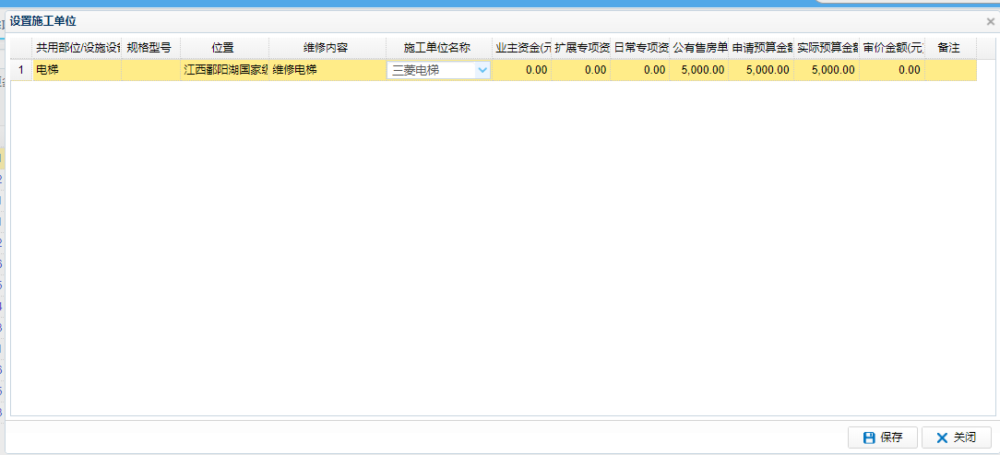 设置施工单位
共用部位/设施设备 规格型号 位置 维修内容 施工单位名称 业主资金(元 扩展专项资 日常专项资 公有售房单 申请预算金额 实际预算金额 审价金额(元) 备注
1 电梯 江西鄱阳湖国家级 维修电梯 三菱电梯 0.00 0.00 0.00 5,000.00 5,000.00 5,000.00 0.00
保存 关闭